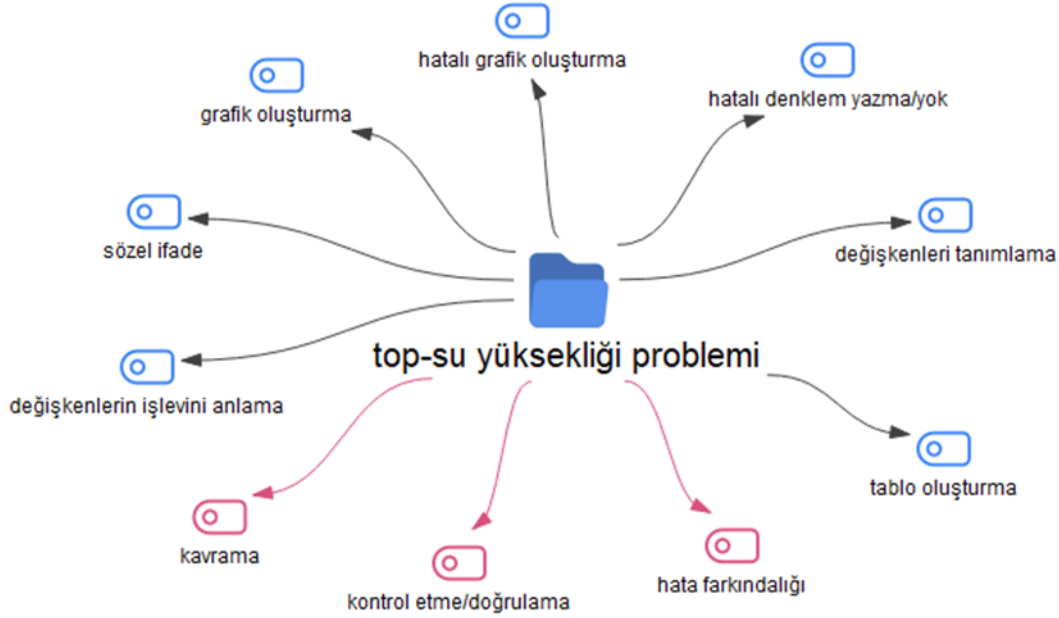 hatalı grafik oluşturma
grafik oluşturma
hatalı denklem yazma/yok
sözel ifade
değişkenleri tanımlama
top-su yüksekliği problemi
değişkenlerin işlevini anlama
tablo oluşturma
kavrama
kontrol etme/doğrulama
hata farkındalığı